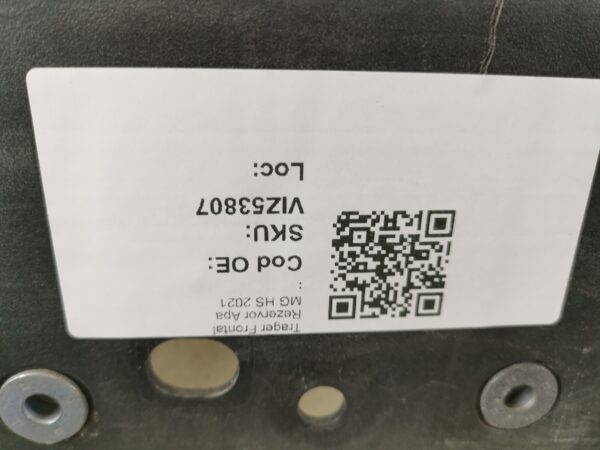 Trager Frontal
Rezervor Apa
MG HS 2021
:
Cod OE:
SKU:
VIZ53807
Loc: